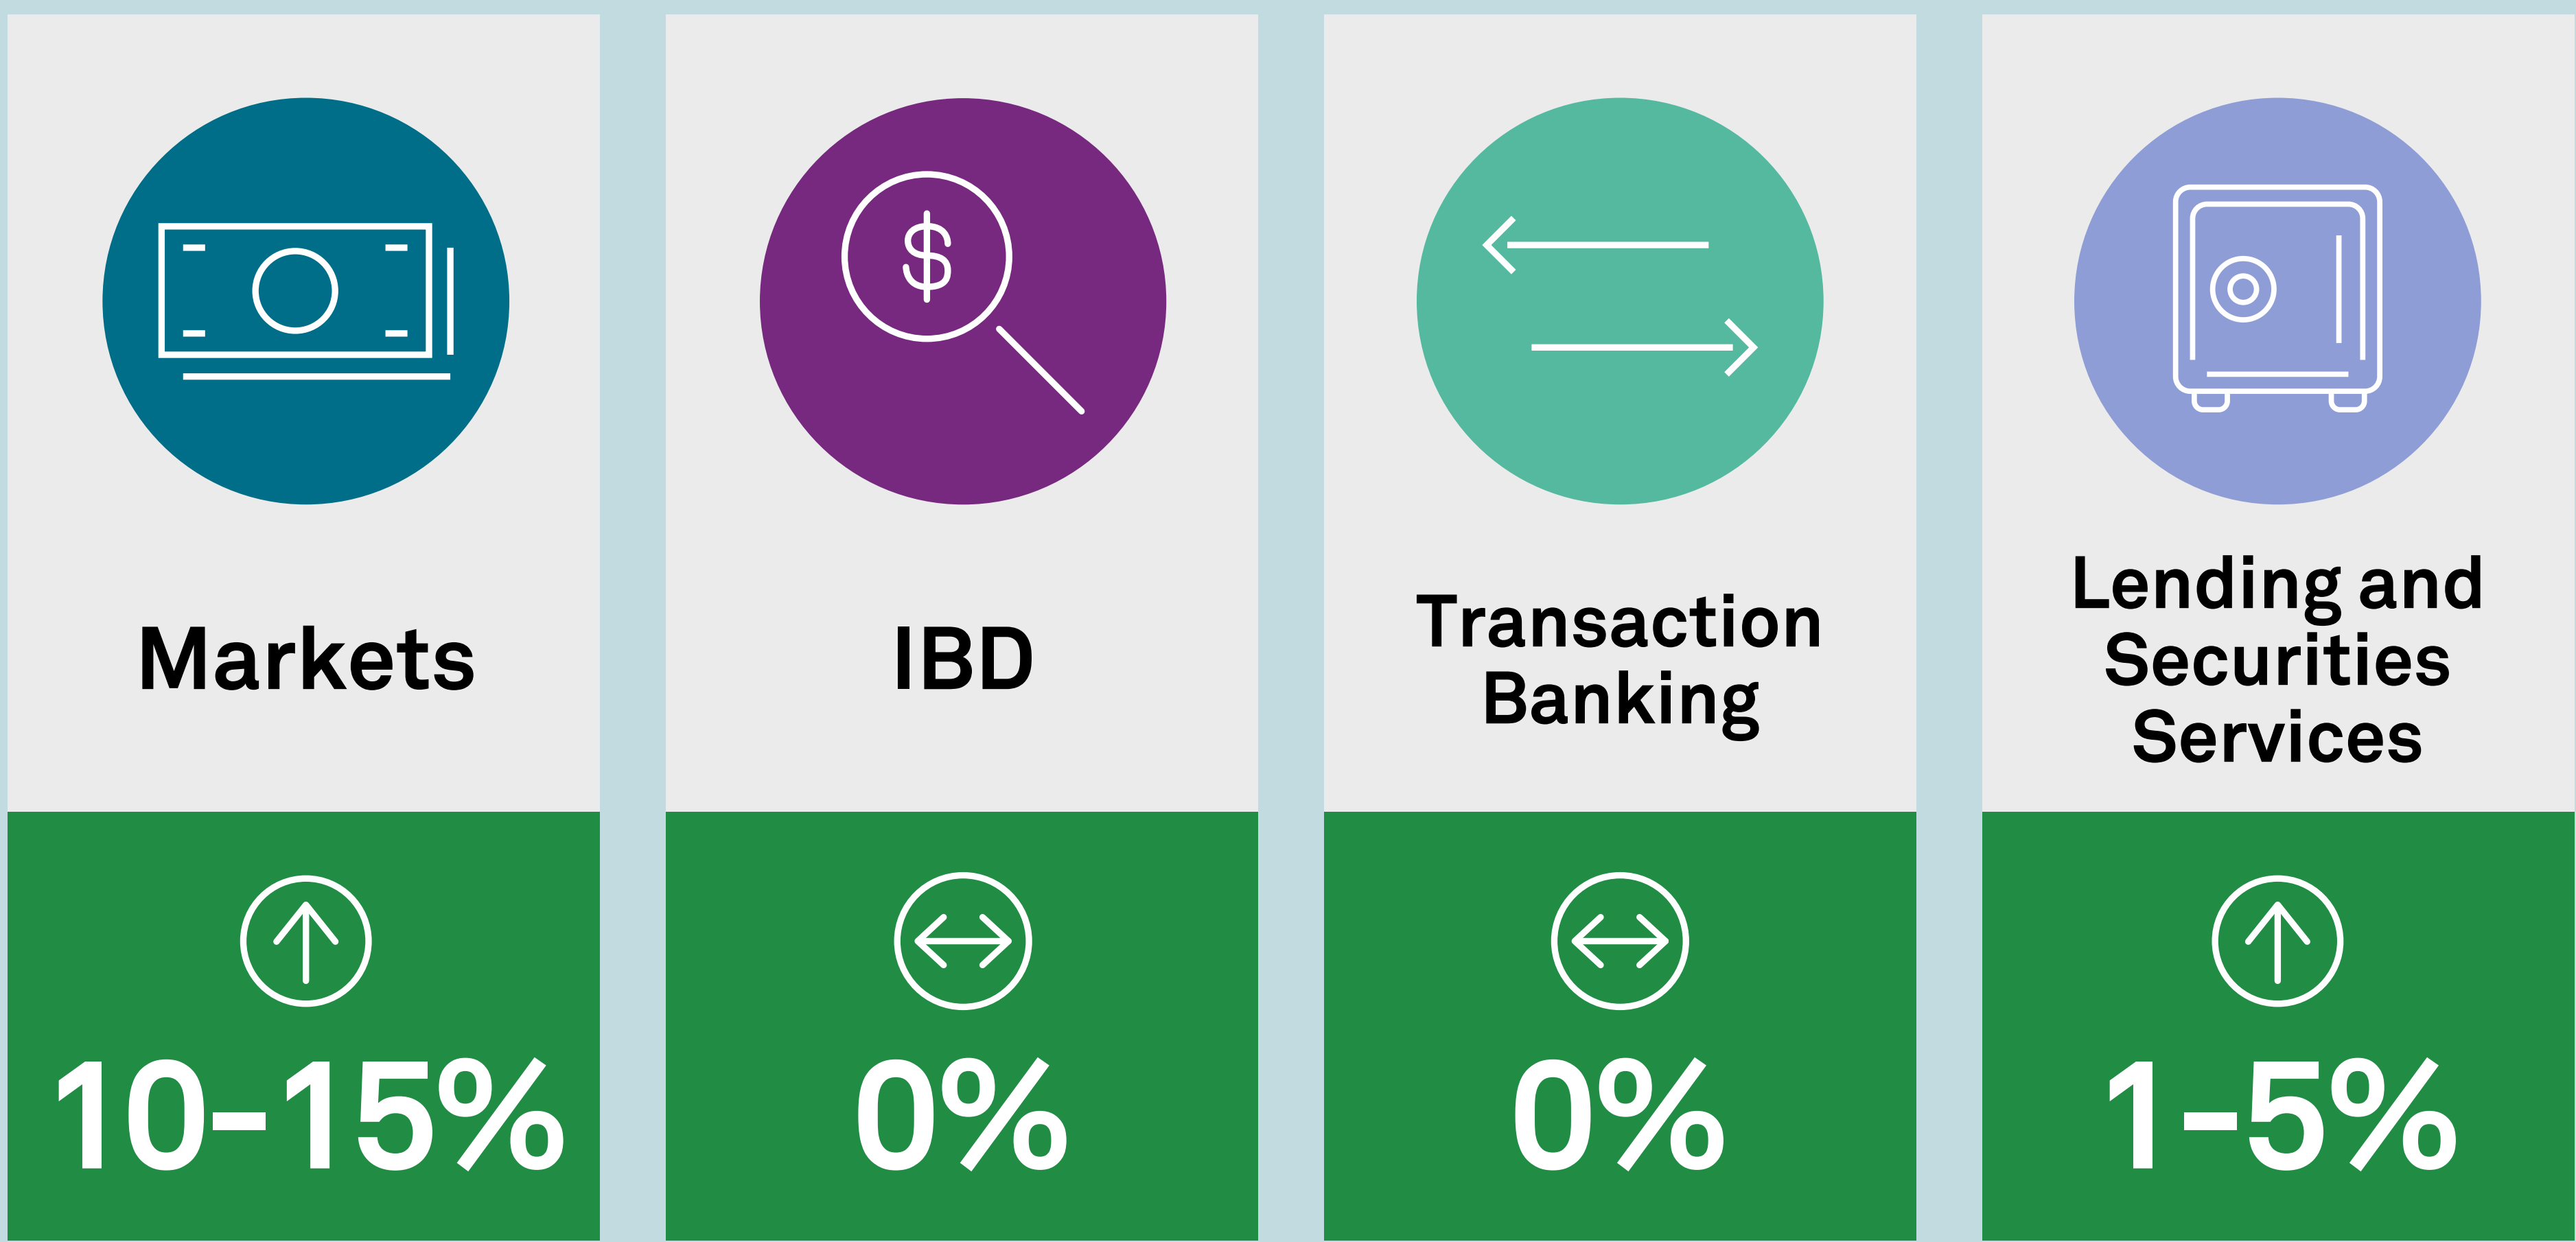 Markets
10-15%
IBD
0%
Transaction
Banking
0%
Lending and
Securities
Services
1-5%